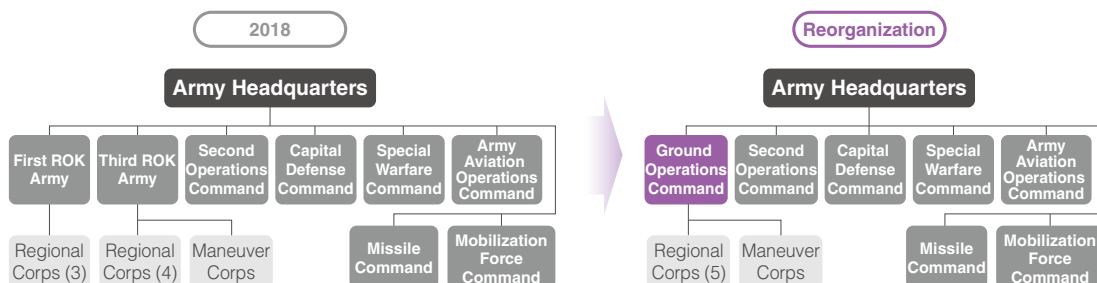 2018
Army Headquarters
First ROK
Army
Third ROK
Army
Second
Operations
Command
Capital
Defense
Command
Special
Warfare
Command
Army
Aviation
Operations
Command
Regional
Corps (3)
Regional
Corps (4)
Maneuver
Corps
Missile
Command
Mobilization
Force
Command
Reorganization
Army Headquarters
Ground
Operations
Command
Second
Operations
Command
Capital
Defense
Command
Special
Warfare
Command
Army
Aviation
Operations
Command
Regional
Corps (5)
Maneuver
Corps
Missile
Command
Mobilization
Force
Command